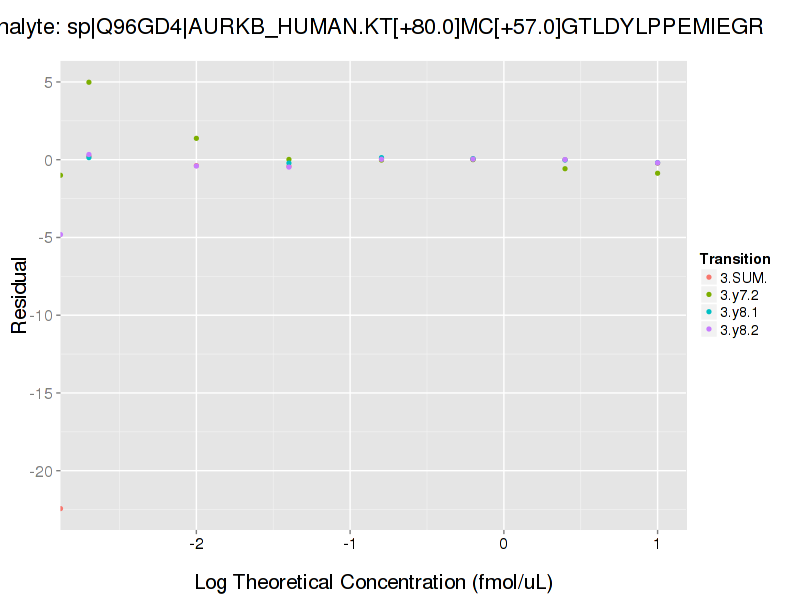 nalyte: sp|Q96GD4|AURKB_HUMAN.KT[+80.0]MC[+57.0]GTLDYLPPEMIEGR
5
0
-5
-10
-15
-20
Residual
-2
-1
0
1
Log Theoretical Concentration (fmol/uL)
Transition
3.SUM.
3.y7.2
3.y8.1
3.y8.2